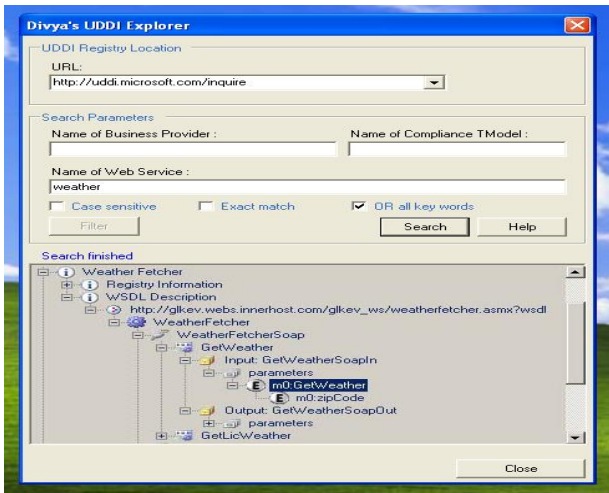 Divya's UDDI Explorer
UDDI Registry Location
URL:
http://uddi.microsoft.com/inquire
Search Parameters
Name of Business Provider :
Name of Compliance TModel :
Name of Web Service :
weather
Case sensitive
Exact match
OR all key words
Filter
Search
Help
Search finished
Weather Fetcher
Registry Information
WSDL Description
http://glkev.webs.innerhost.com/glkev_ws/weatherfetcher.asmx?wsdl
WeatherFetcher
WeatherFetcherSoap
GetWeather
Input: GetWeatherSoapIn
parameters
E m0:GetWeather
E m0:zipCode
Output: GetWeatherSoapOut
parameters
GetLicWeather
Close